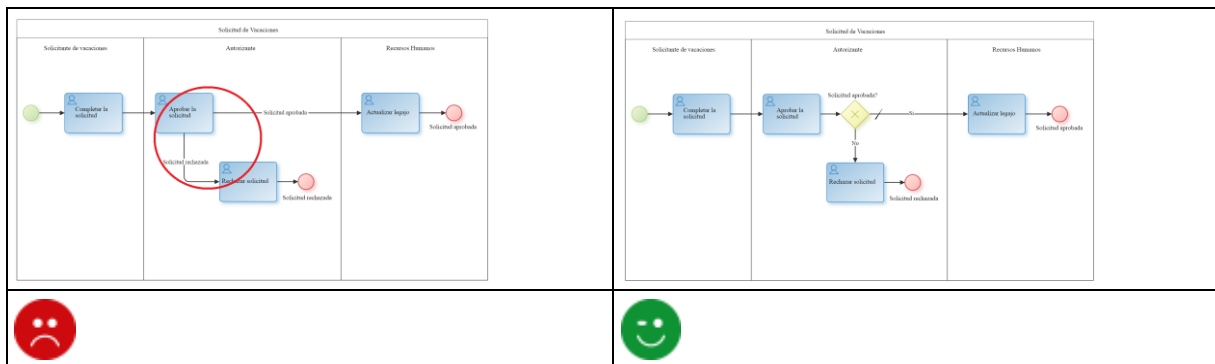 Solicitud de Vacaciones
Solicitante de vacaciones
Autorizante
Recursos Humanos
Completar la
solicitud
Aprobar la
solicitud
Solicitud aprobada
Actualizar legajo
Solicitud aprobada
Solicitud rechazada
Rechazar solicitud
Solicitud rechazada
Solicitud de Vacaciones
Solicitante de vacaciones
Autorizante
Recursos Humanos
Solicitud aprobada?
Completar la
solicitud
Aprobar la
solicitud
Si
Actualizar legajo
Solicitud aprobada
No
Rechazar solicitud
Solicitud rechazada